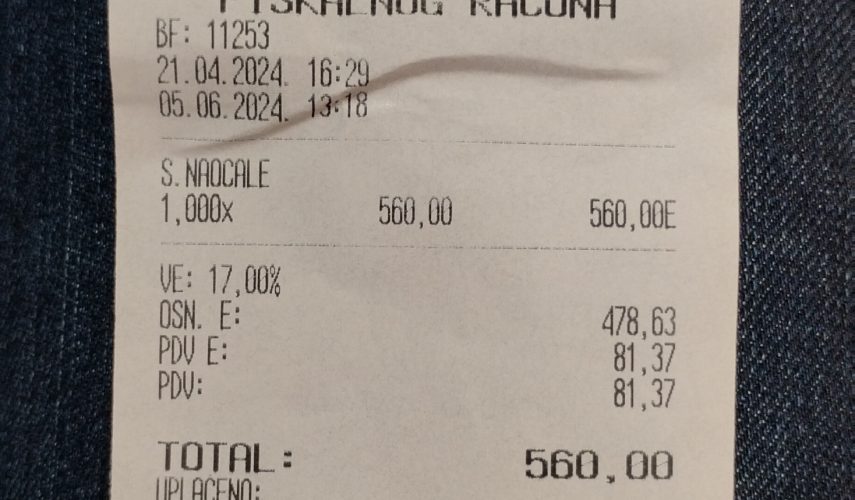 FISKALNOG RAČUNA
BF: 11253
21.04.2024. 16:29
05.06.2024. 13:18
S.NAOCALE
1,000x 560,00 560,00E
VE: 17,00%
OSN. E: 478,63
PDV E: 81,37
PDV: 81,37
TOTAL: 560,00
UPLACENO: